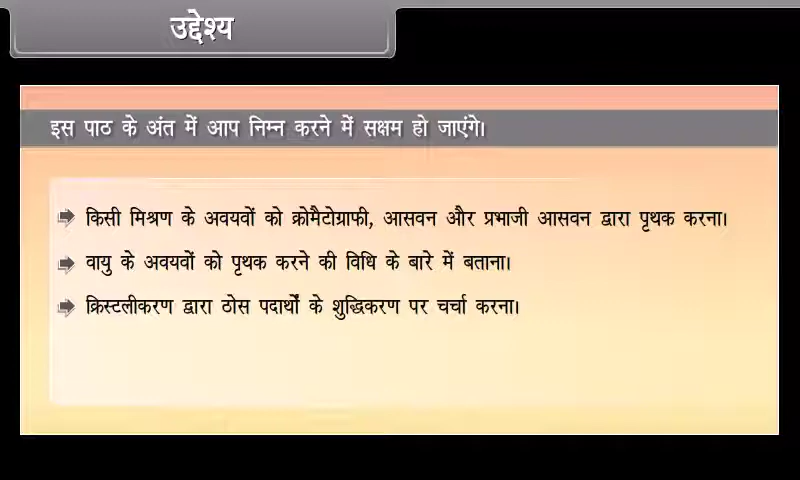 उद्देश्य
इस पाठ के अंत में आप निम्न करने में सक्षम हो जाएंगे।
किसी मिश्रण के अवयवों को क्रोमैटोग्राफी, आसवन और प्रभाजी आसवन द्वारा पृथक करना।
वायु के अवयवों को पृथक करने की विधि के बारे में बताना।
क्रिस्टलीकरण द्वारा ठोस पदार्थों के शुद्धिकरण पर चर्चा करना।